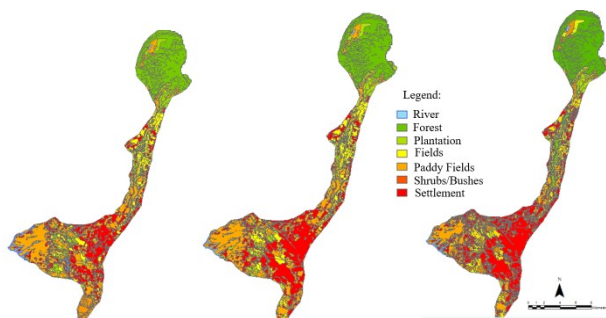 Legend:
River
Forest
Plantation
Fields
Paddy Fields
Shrubs/Bushes
Settlement
N